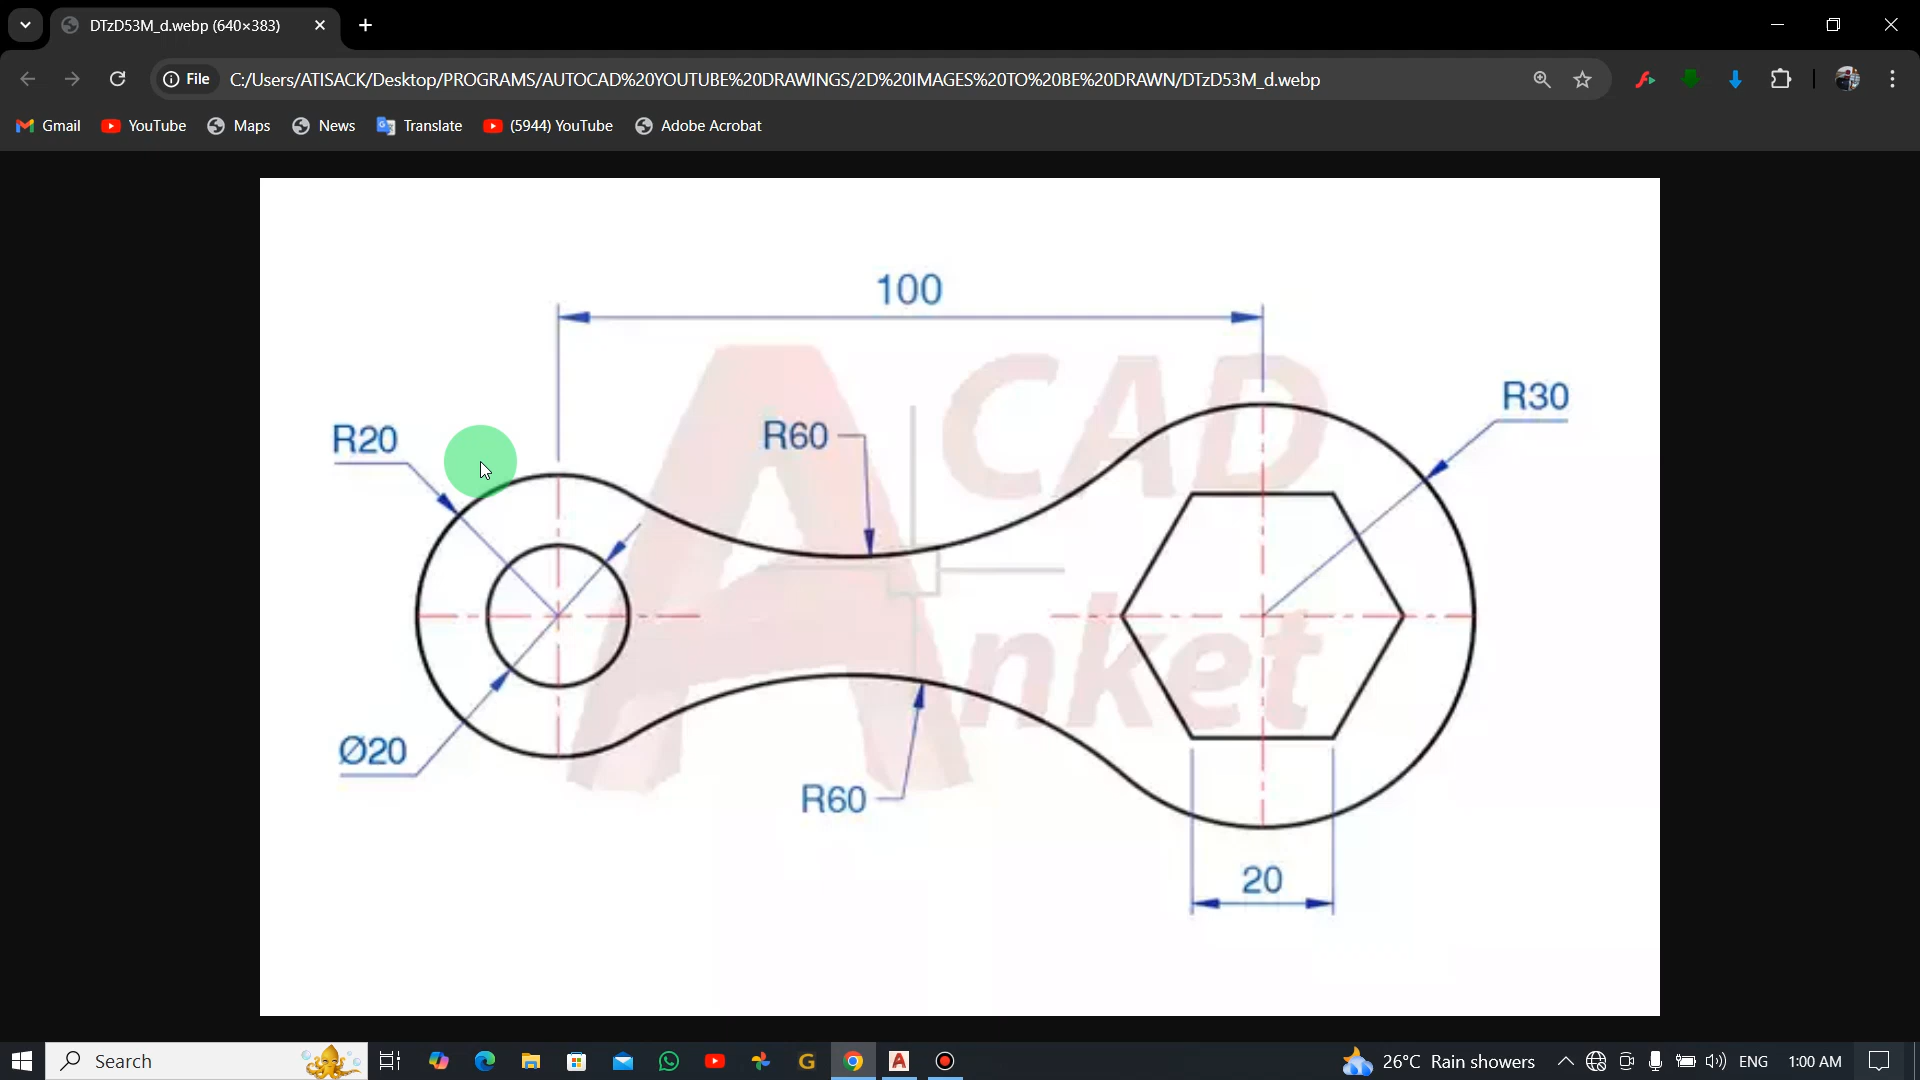 DTzD53M_d.webp (640×383)
File
C:/Users/ATISACK/Desktop/PROGRAMS/AUTOCAD%20YOUTUBE%20DRAWINGS/2D%20IMAGES%20TO%20BE%20DRAWN/DTzD53M_d.webp
Gmail YouTube Maps News Translate (5944) YouTube Adobe Acrobat
100
R30
R20
R60
CAD
nket
Ø20
R60
20
Search
26°C Rain showers
ENG
1:00 AM